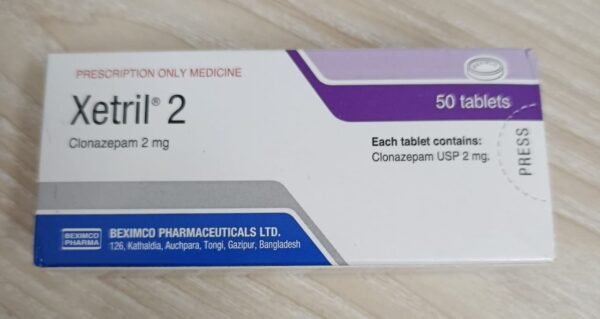 PRESCRIPTION ONLY MEDICINE
Xetril® 2
Clonazepam 2 mg
50 tablets
Each tablet contains:
Clonazepam USP 2 mg.
PRESS
BEXIMCO
PHARMA
BEXIMCO PHARMACEUTICALS LTD.
126, Kathaldia, Auchpara, Tongi, Gazipur, Bangladesh